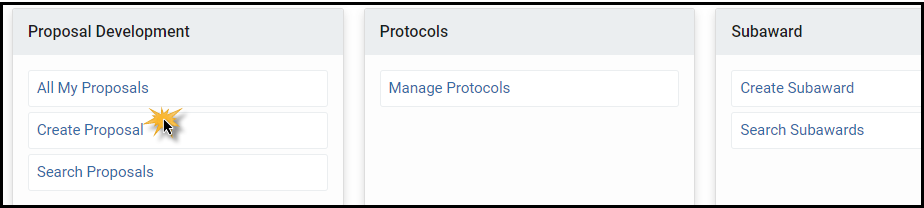 Proposal Development
All My Proposals
Create Proposal
Search Proposals
Protocols
Manage Protocols
Subaward
Create Subaward
Search Subawards